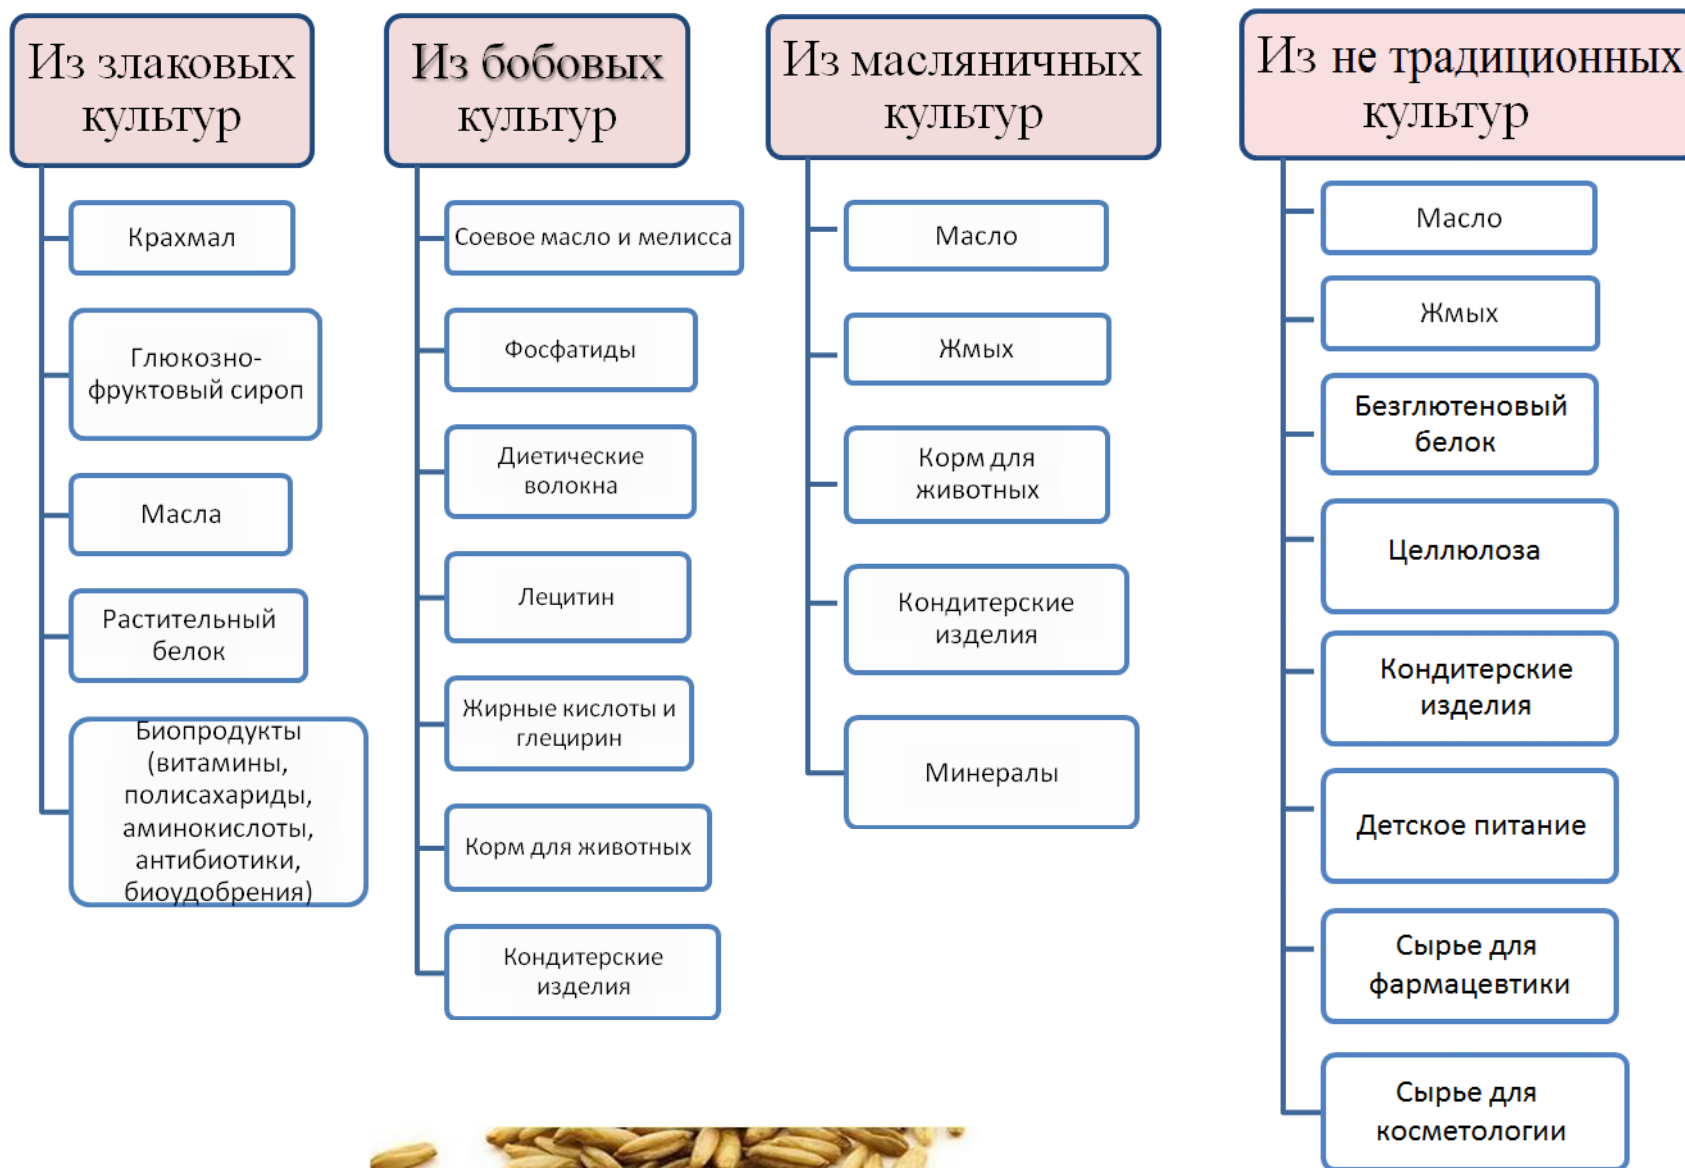 Из злаковых
культур
Крахмал
Глюкозно-
фруктовый сироп
Масла
Растительный
белок
Биопродукты
(витамины,
полисахариды,
аминокислоты,
антибиотики,
биоудобрения)
Из бобовых
культур
Соевое масло и мелисса
Фосфатиды
Диетические
волокна
Лецитин
Жирные кислоты и
глецирин
Корм для животных
Кондитерские
изделия
Из масляничных
культур
Масло
Жмых
Корм для
животных
Кондитерские
изделия
Минералы
Из не традиционных
культур
Масло
Жмых
Безглютеновый
белок
Целлюлоза
Кондитерские
изделия
Детское питание
Сырье для
фармацевтики
Сырье для
косметологии